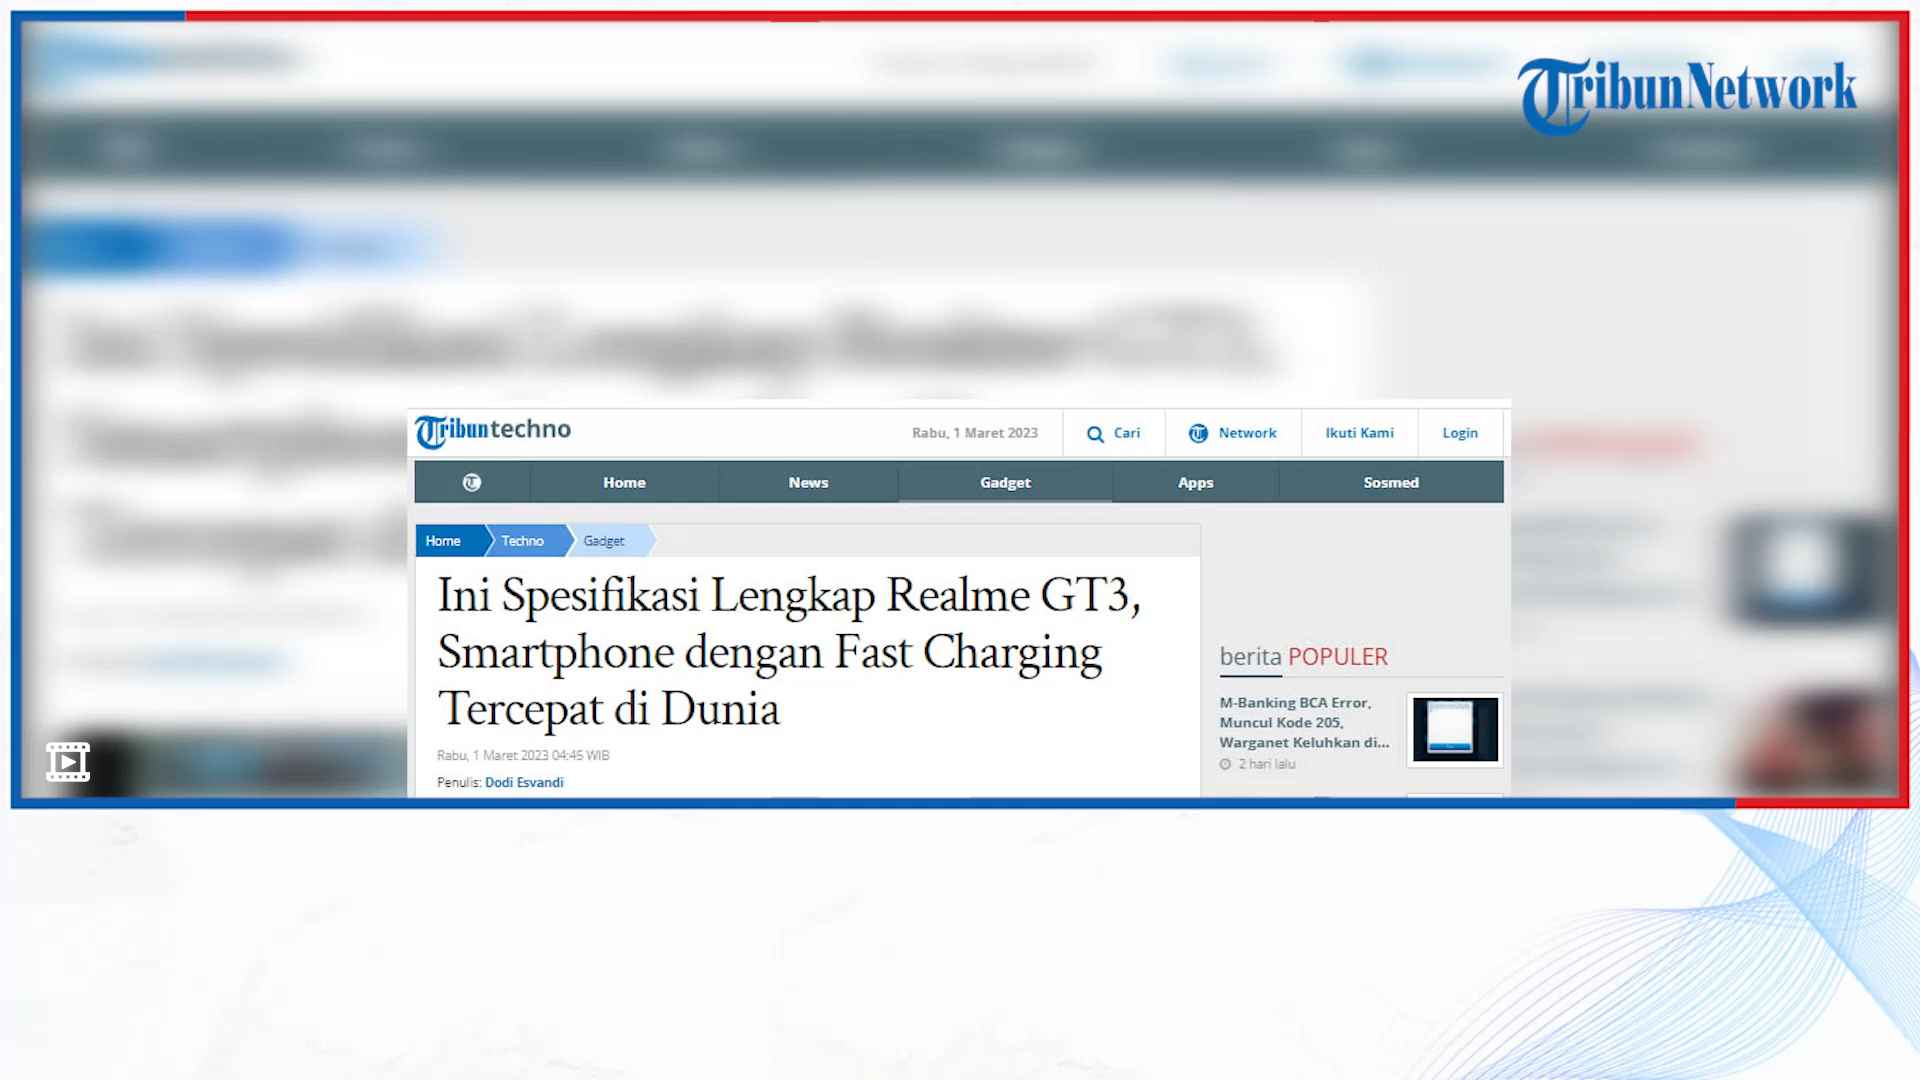 TribunNetwork
Tribuntechno
Rabu, 1 Maret 2023
Cari
Network
Ikuti Kami
Login
Home
News
Gadget
Apps
Sosmed
Home
Techno
Gadget
Ini Spesifikasi Lengkap Realme GT3,
Smartphone dengan Fast Charging
Tercepat di Dunia
Rabu, 1 Maret 2023 04:45 WIB
Penulis: Dodi Esvandi
berita POPULER
M-Banking BCA Error,
Muncul Kode 205,
Warganet Keluhkan di...
2 hari lalu